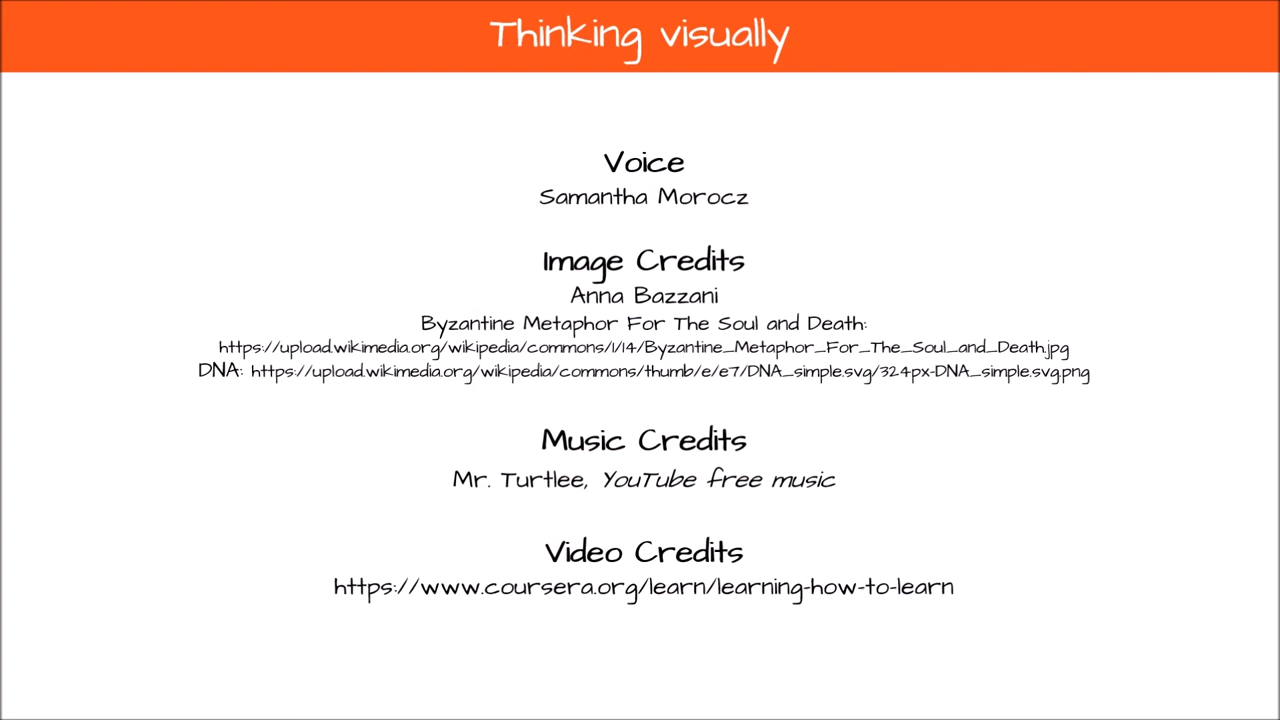 Thinking visually
Voice
Samantha Morocz
Image Credits
Anna Bazzani
Byzantine Metaphor For The Soul and Death:
https://upload.wikimedia.org/wikipedia/commons/1/14/Byzantine_Metaphor_For_The_Soul_and_Death.jpg
DNA: https://upload.wikimedia.org/wikipedia/commons/thumb/e/e7/DNA_simple.svg/324px-DNA_simple.svg.png
Music Credits
Mr. Turtlee, YouTube free music
Video Credits
https://www.coursera.org/learn/learning-how-to-learn